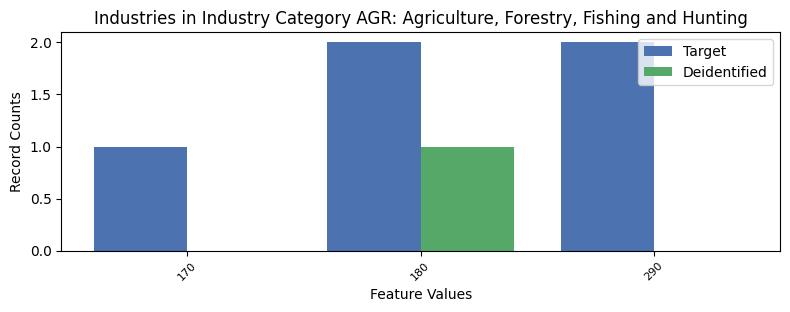 Industries in Industry Category AGR: Agriculture, Forestry, Fishing and Hunting
Target
Deidentified
Record Counts
2.0
1.5
1.0
0.5
0.0
170
180
290
Feature Values